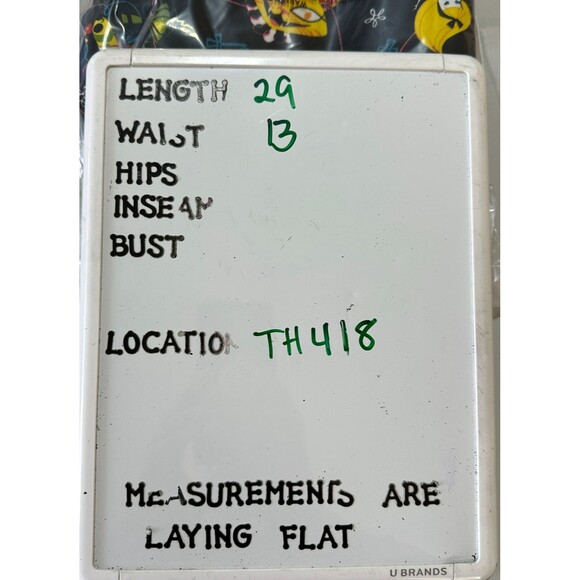 LENGTH 29
WAIST 13
HIPS
INSEAM
BUST
LOCATION TH418
MEASUREMENTS ARE
LAYING FLAT
U BRANDS